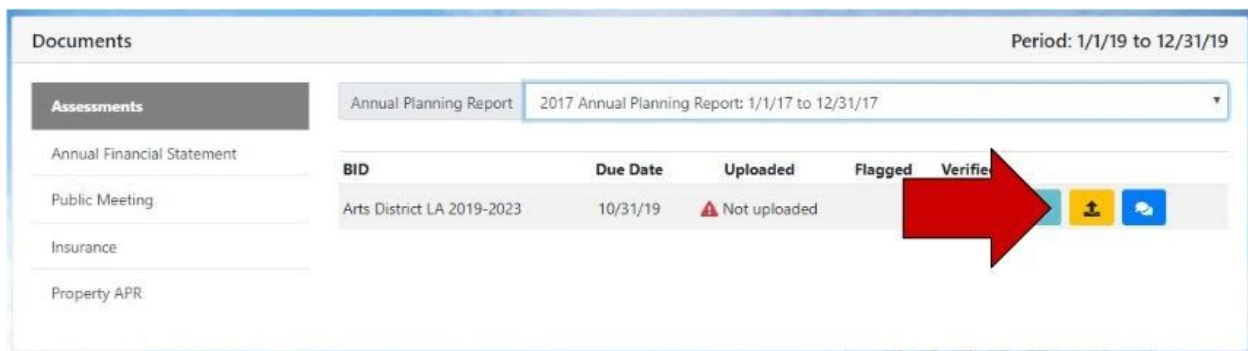 Documents
Period: 1/1/19 to 12/31/19
Assessments
Annual Financial Statement
Public Meeting
Insurance
Property APR
Annual Planning Report
2017 Annual Planning Report: 1/1/17 to 12/31/17
BID Due Date Uploaded Flagged
Arts District LA 2019-2023 10/31/19 Not uploaded